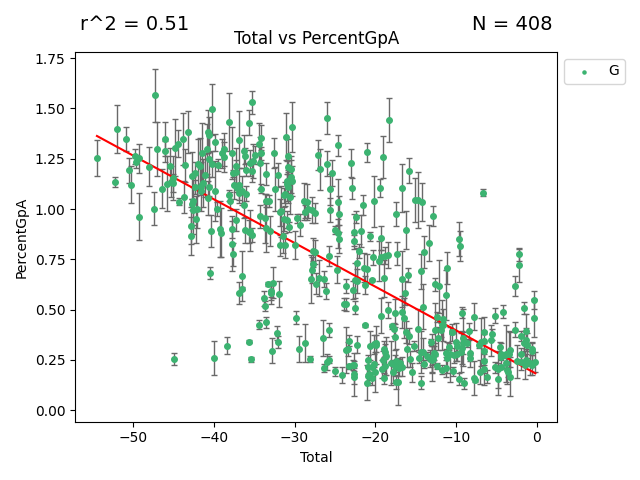 r^2 = 0.51
N = 408
Total vs PercentGpA
1.75
1.50
1.25
1.00
0.75
0.50
0.25
0.00
PercentGpA
−50
−40
−30
−20
−10
0
Total
G